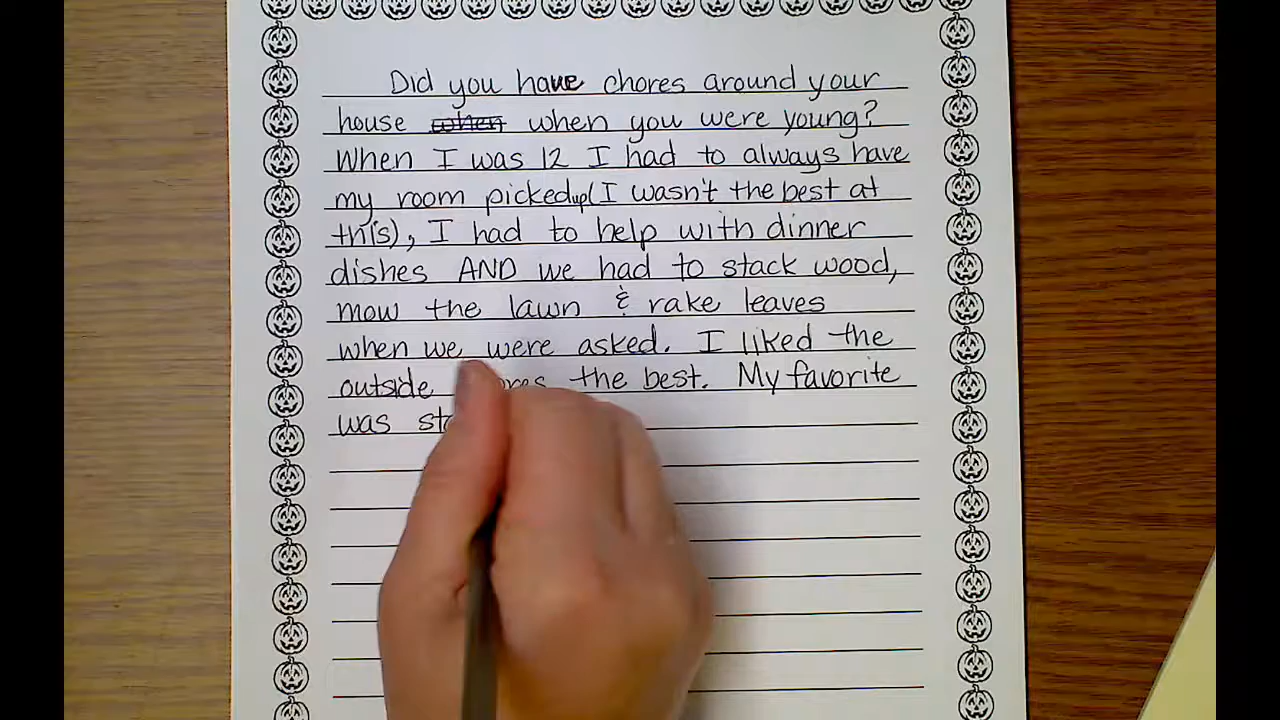 Did you have chores around your
house when when you were young?
When I was 12 I had to always have
my room picked up (I wasn't the best at
this), I had to help with dinner
dishes AND we had to stack wood,
mow the lawn & rake leaves
when we were asked. I liked the
outside the best. My favorite
was